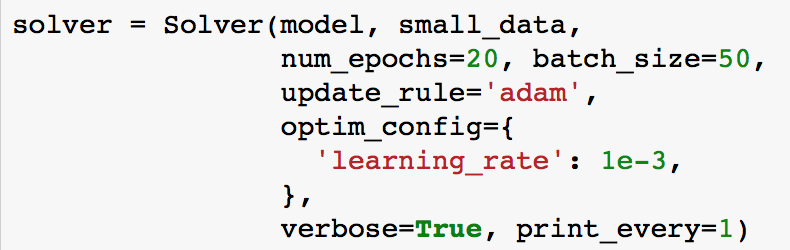 solver = Solver(model, small_data,
                num_epochs=20, batch_size=50,
                update_rule='adam',
                optim_config={
                  'learning_rate': 1e-3,
                },
                verbose=True, print_every=1)